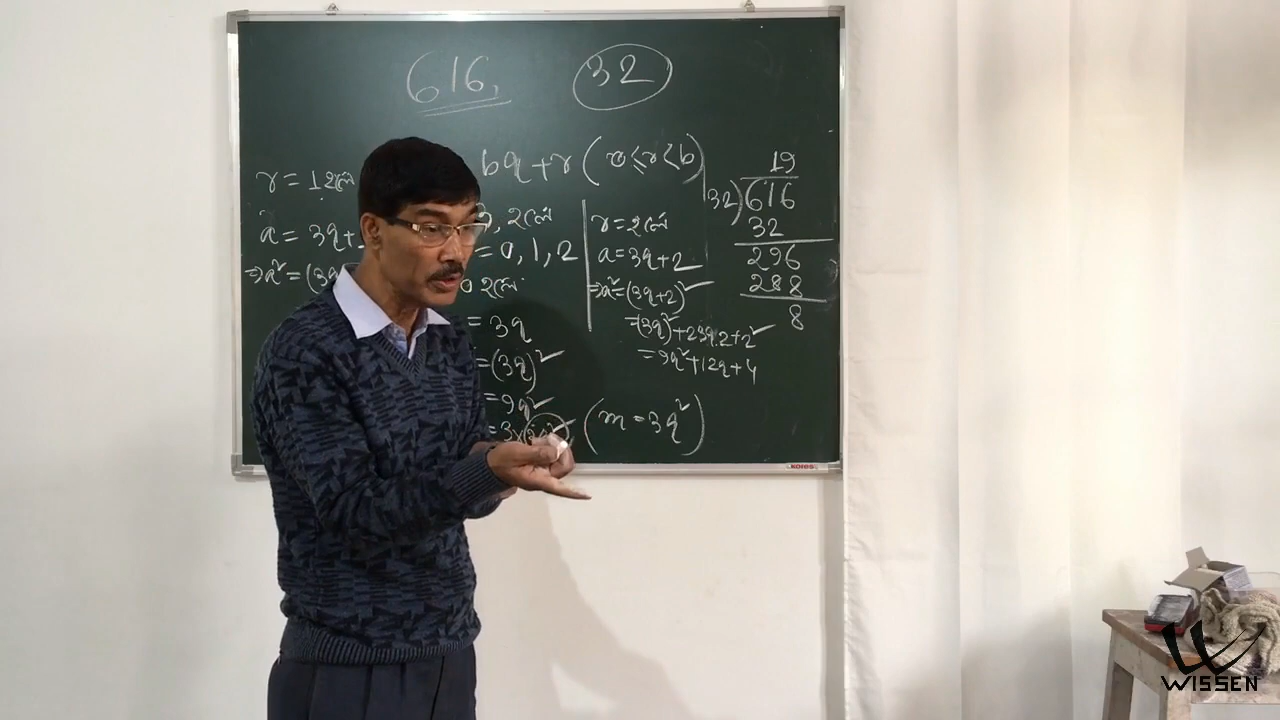 616, 32
bq + r ( 0 ≤ r < b )
r = 1 হলে
a = 3q +
⇒ a² = (3q
3, হলে
= 0, 1, 2
0 হলে
= 3q
= (3q)²
= 9q²
= 3×(3q²) (m = 3q²)
r = 2 হলে
a = 3q + 2
⇒ a² = (3q + 2)²
= (3q)² + 2.3q.2 + 2²
= 9q² + 12q + 4
19
32)616
32
296
288
8
kores
WISSEN